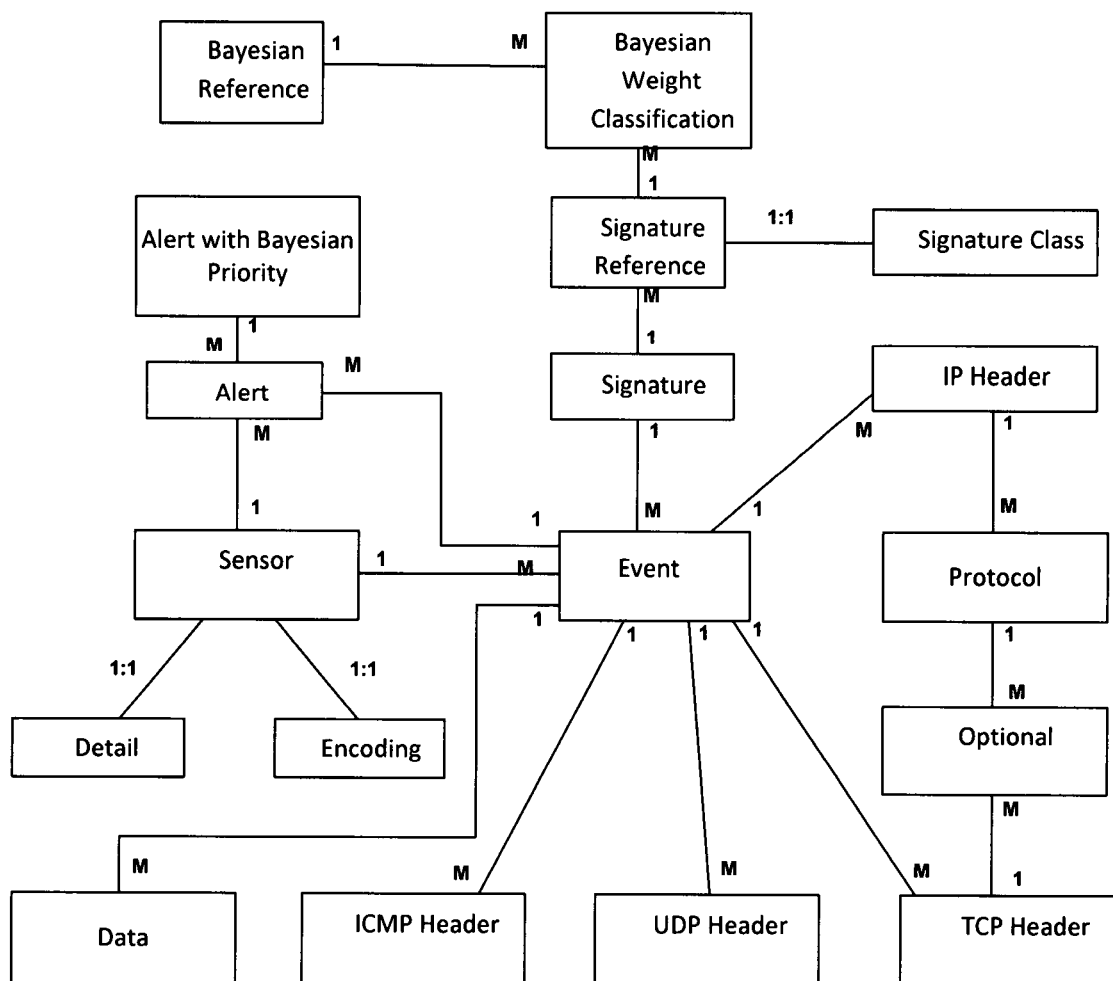 1
M
Bayesian
Reference
Bayesian
Weight
Classification
M
1
Alert with Bayesian
Priority
Signature
Reference
1:1
Signature Class
1
M
M
1
M
Alert
Signature
IP Header
M
1
M
1
1
M
1
M
1
M
Sensor
1
M
Event
Protocol
1
1
1
1
1
1:1
1:1
M
Detail
Encoding
Optional
M
M
M
M
M
1
Data
ICMP Header
UDP Header
TCP Header